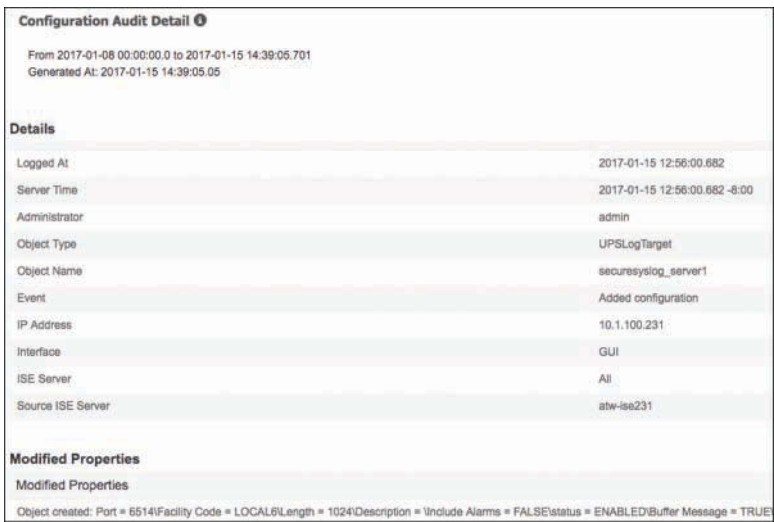 Configuration Audit Detail
From 2017-01-08 00:00:00.0 to 2017-01-15 14:39:05.701
Generated At: 2017-01-15 14:39:05.05
Details
Logged At 2017-01-15 12:56:00.682
Server Time 2017-01-15 12:56:00.682 -8:00
Administrator admin
Object Type UPSLogTarget
Object Name securesyslog_server1
Event Added configuration
IP Address 10.1.100.231
Interface GUI
ISE Server All
Source ISE Server atw-ise231
Modified Properties
Modified Properties
Object created: Port = 6514\Facility Code = LOCAL6\Length = 1024\Description = \Include Alarms = FALSE\status = ENABLED\Buffer Message = TRUE